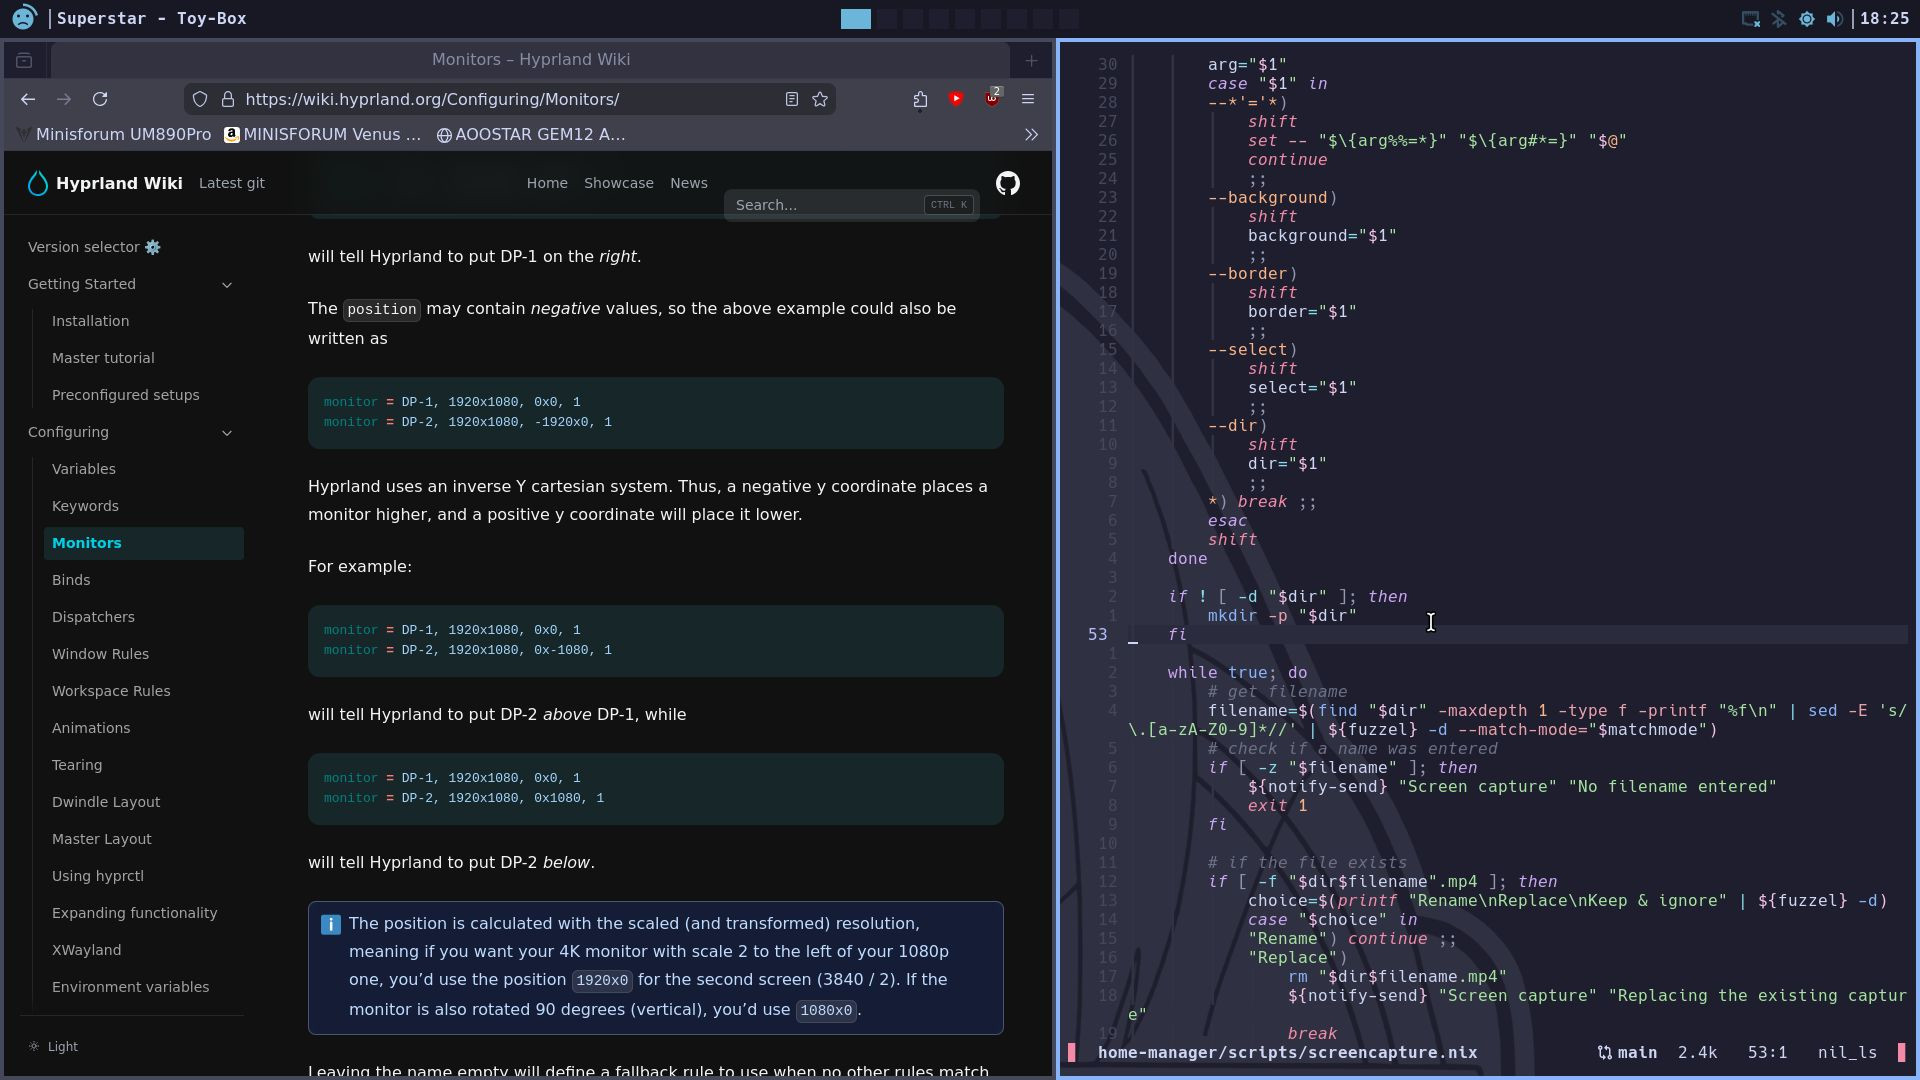 Superstar - Toy-Box
18:25
Monitors – Hyprland Wiki
https://wiki.hyprland.org/Configuring/Monitors/
2
Minisforum UM890Pro
MINISFORUM Venus ...
AOOSTAR GEM12 A...
Hyprland Wiki
Latest git
Home
Showcase
News
Search...
CTRL K
Version selector ⚙️
Getting Started
Installation
Master tutorial
Preconfigured setups
Configuring
Variables
Keywords
Monitors
Binds
Dispatchers
Window Rules
Workspace Rules
Animations
Tearing
Dwindle Layout
Master Layout
Using hyprctl
Expanding functionality
XWayland
Environment variables
Light
will tell Hyprland to put DP-1 on the right.
The position may contain negative values, so the above example could also be
written as
monitor = DP-1, 1920x1080, 0x0, 1
monitor = DP-2, 1920x1080, -1920x0, 1
Hyprland uses an inverse Y cartesian system. Thus, a negative y coordinate places a
monitor higher, and a positive y coordinate will place it lower.
For example:
monitor = DP-1, 1920x1080, 0x0, 1
monitor = DP-2, 1920x1080, 0x-1080, 1
will tell Hyprland to put DP-2 above DP-1, while
monitor = DP-1, 1920x1080, 0x0, 1
monitor = DP-2, 1920x1080, 0x1080, 1
will tell Hyprland to put DP-2 below.
The position is calculated with the scaled (and transformed) resolution,
meaning if you want your 4K monitor with scale 2 to the left of your 1080p
one, you’d use the position 1920x0 for the second screen (3840 / 2). If the
monitor is also rotated 90 degrees (vertical), you’d use 1080x0.
Leaving the name empty will define a fallback rule to use when no other rules match.
30 arg="$1"
29 case "$1" in
28 --*'='*)
27 shift
26 set -- "$\{arg%%=*}" "$\{arg#*=}" "$@"
25 continue
24 ;;
23 --background)
22 shift
21 background="$1"
20 ;;
19 --border)
18 shift
17 border="$1"
16 ;;
15 --select)
14 shift
13 select="$1"
12 ;;
11 --dir)
10 shift
9 dir="$1"
8 ;;
7 *) break ;;
6 esac
5 shift
4 done
3
2 if ! [ -d "$dir" ]; then
1 mkdir -p "$dir"
53 fi
1
2 while true; do
3 # get filename
4 filename=$(find "$dir" -maxdepth 1 -type f -printf "%f\n" | sed -E 's/
\.[a-zA-Z0-9]*//' | ${fuzzel} -d --match-mode="$matchmode")
5 # check if a name was entered
6 if [ -z "$filename" ]; then
7 ${notify-send} "Screen capture" "No filename entered"
8 exit 1
9 fi
10
11 # if the file exists
12 if [ -f "$dir$filename".mp4 ]; then
13 choice=$(printf "Rename\nReplace\nKeep & ignore" | ${fuzzel} -d)
14 case "$choice" in
15 "Rename") continue ;;
16 "Replace")
17 rm "$dir$filename.mp4"
18 ${notify-send} "Screen capture" "Replacing the existing captur
e"
19 break
home-manager/scripts/screencapture.nix
main 2.4k 53:1 nil_ls